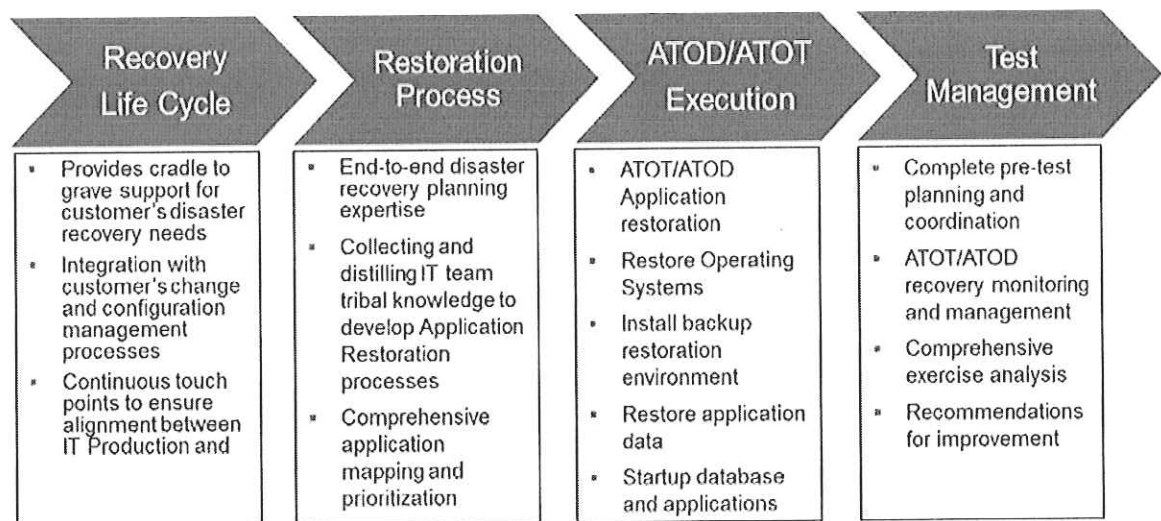 Recovery
Life Cycle
Provides cradle to
grave support for
customer's disaster
recovery needs
Integration with
customer's change
and configuration
management
processes
Continuous touch
points to ensure
alignment between
IT Production and
Restoration
Process
End-to-end disaster
recovery planning
expertise
Collecting and
distilling IT team
tribal knowledge to
develop Application
Restoration
processes
Comprehensive
application
mapping and
prioritization
ATOD/ATOT
Execution
ATOT/ATOD
Application
restoration
Restore Operating
Systems
Install backup
restoration
environment
Restore application
data
Startup database
and applications
Test
Management
Complete pre-test
planning and
coordination
ATOT/ATOD
recovery monitoring
and management
Comprehensive
exercise analysis
Recommendations
for improvement